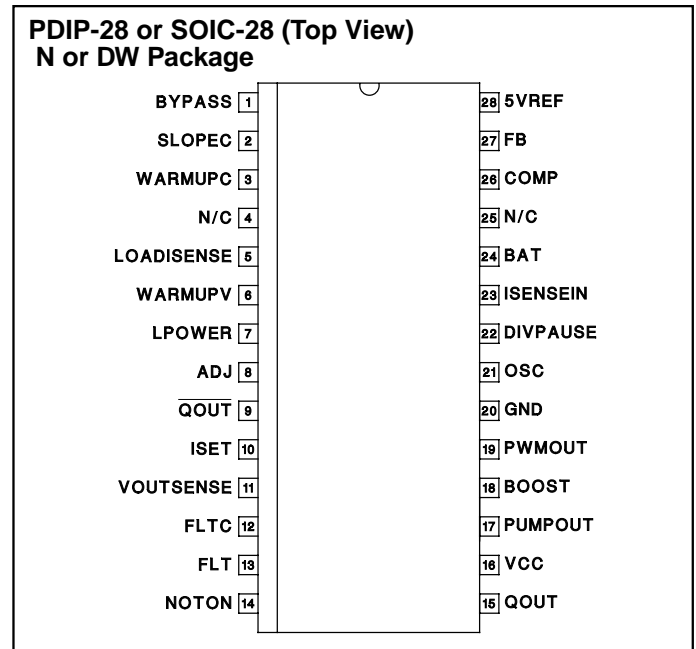 PDIP-28 or SOIC-28 (Top View)
N or DW Package
BYPASS 1 28 5VREF
SLOPEC 2 27 FB
WARMUPC 3 26 COMP
N/C 4 25 N/C
LOADISENSE 5 24 BAT
WARMUPV 6 23 ISENSEIN
LPOWER 7 22 DIVPAUSE
ADJ 8 21 OSC
QOUT 9 20 GND
ISET 10 19 PWMOUT
VOUTSENSE 11 18 BOOST
FLTC 12 17 PUMPOUT
FLT 13 16 VCC
NOTON 14 15 QOUT